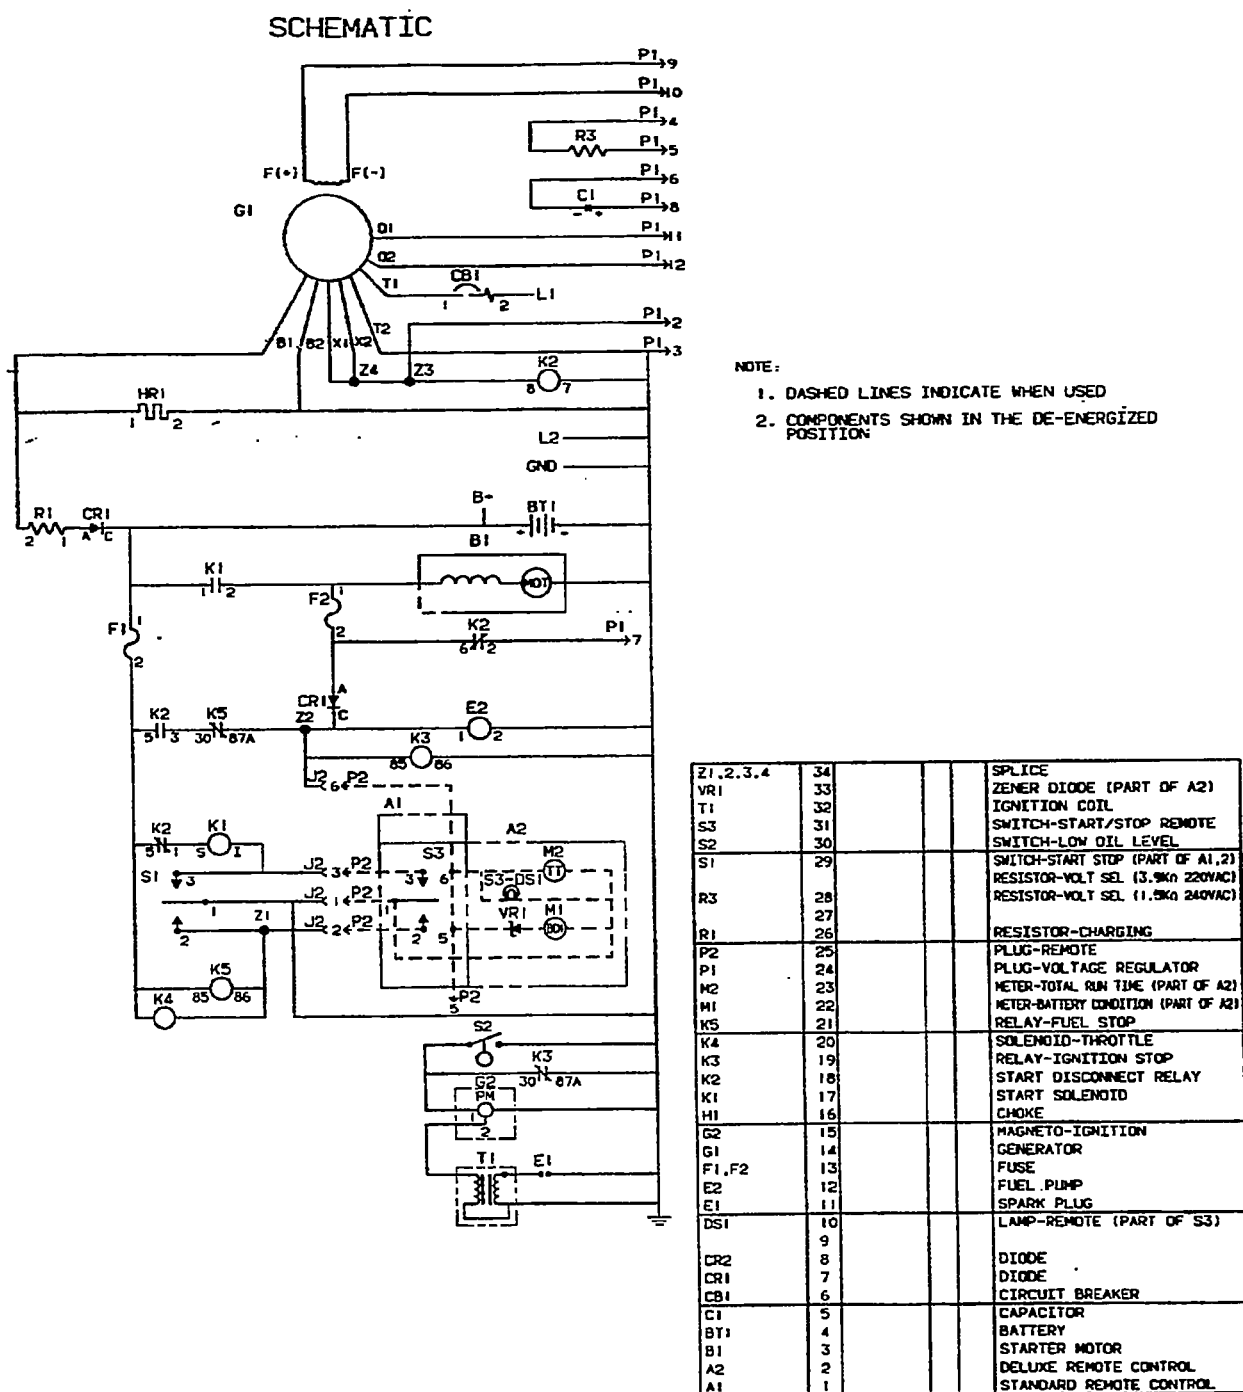 SCHEMATIC
P1 9
P1 10
P1 4
R3 P1 5
P1 6
F(+) F(-)
C1 P1 8
- +
G1
Q1 P1 11
Q2 P1 12
T1 CB1
1 2 L1
T2 P1 2
B1 B2 X1 X2 P1 3
Z4 Z3 K2
8 7
HR1
1 2
L2
GND
B+
R1 CR1 BT1
2 1 A C + -
B1
K1
1 2 MOT
F2 1
2
F1 1
2
K2 P1 7
6 2
CR1 A
C
K2 K5 Z2 E2
5 3 30 87A 1 2
K3
85 86
J2 6 P2
A1
A2
K2 K1
5 1 S I
S1 3
J2 3 P2 S3 3 6 M2
S3-DS1 TT
1 J2 1 P2 1
VR1 M1
2 Z1 J2 2 P2 2 5 BCI
K5
85 86
K4
P2
5
S2
K3
30 87A
G2
PM
1
2
T1 E1
NOTE:
1. DASHED LINES INDICATE WHEN USED
2. COMPONENTS SHOWN IN THE DE-ENERGIZED
POSITION
Z1.2.3.4 34 SPLICE
VR1 33 ZENER DIODE (PART OF A2)
T1 32 IGNITION COIL
S3 31 SWITCH-START/STOP REMOTE
S2 30 SWITCH-LOW OIL LEVEL
S1 29 SWITCH-START STOP (PART OF A1,2)
RESISTOR-VOLT SEL (3.9KΩ 220VAC)
R3 28 RESISTOR-VOLT SEL (1.5KΩ 240VAC)
27
R1 26 RESISTOR-CHARGING
P2 25 PLUG-REMOTE
P1 24 PLUG-VOLTAGE REGULATOR
M2 23 METER-TOTAL RUN TIME (PART OF A2)
M1 22 METER-BATTERY CONDITION (PART OF A2)
K5 21 RELAY-FUEL STOP
K4 20 SOLENOID-THROTTLE
K3 19 RELAY-IGNITION STOP
K2 18 START DISCONNECT RELAY
K1 17 START SOLENOID
H1 16 CHOKE
G2 15 MAGNETO-IGNITION
G1 14 GENERATOR
F1.F2 13 FUSE
E2 12 FUEL PUMP
E1 11 SPARK PLUG
DS1 10 LAMP-REMOTE (PART OF S3)
9
CR2 8 DIODE
CR1 7 DIODE
CB1 6 CIRCUIT BREAKER
C1 5 CAPACITOR
BT1 4 BATTERY
B1 3 STARTER MOTOR
A2 2 DELUXE REMOTE CONTROL
A1 1 STANDARD REMOTE CONTROL